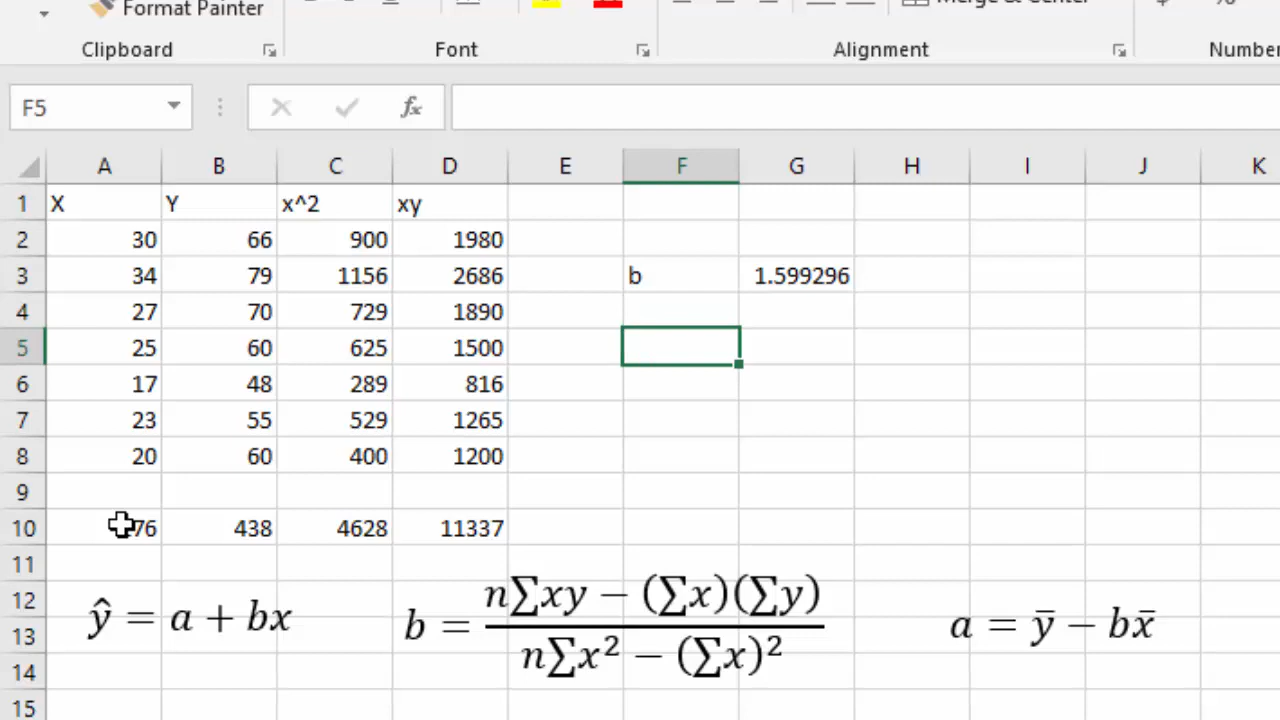 Format Painter
Clipboard Font Alignment
F5 fx
A B C D E F G H I J K
1 X Y x^2 xy
2 30 66 900 1980
3 34 79 1156 2686 b 1.599296
4 27 70 729 1890
5 25 60 625 1500
6 17 48 289 816
7 23 55 529 1265
8 20 60 400 1200
9
10 76 438 4628 11337
11
12
13
14
15
ŷ = a + bx
b = n∑xy − (∑x)(∑y) / n∑x² − (∑x)²
a = ȳ − bx̄